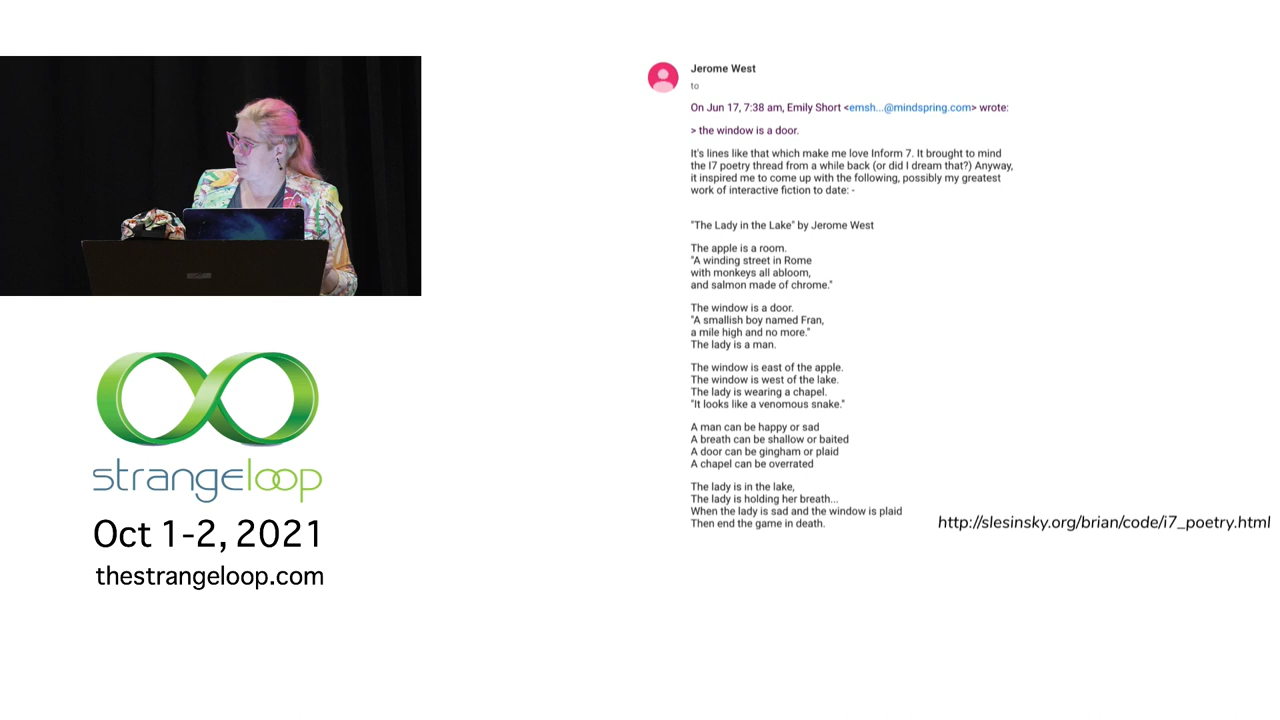 strangeloop
Oct 1-2, 2021
thestrangeloop.com
Jerome West
to
On Jun 17, 7:38 am, Emily Short <emsh...@mindspring.com> wrote:
> the window is a door.
It's lines like that which make me love Inform 7. It brought to mind
the I7 poetry thread from a while back (or did I dream that?) Anyway,
it inspired me to come up with the following, possibly my greatest
work of interactive fiction to date: -
"The Lady in the Lake" by Jerome West
The apple is a room.
"A winding street in Rome
with monkeys all abloom,
and salmon made of chrome."
The window is a door.
"A smallish boy named Fran,
a mile high and no more."
The lady is a man.
The window is east of the apple.
The window is west of the lake.
The lady is wearing a chapel.
"It looks like a venomous snake."
A man can be happy or sad
A breath can be shallow or baited
A door can be gingham or plaid
A chapel can be overrated
The lady is in the lake,
The lady is holding her breath...
When the lady is sad and the window is plaid
Then end the game in death.
http://slesinsky.org/brian/code/i7_poetry.html